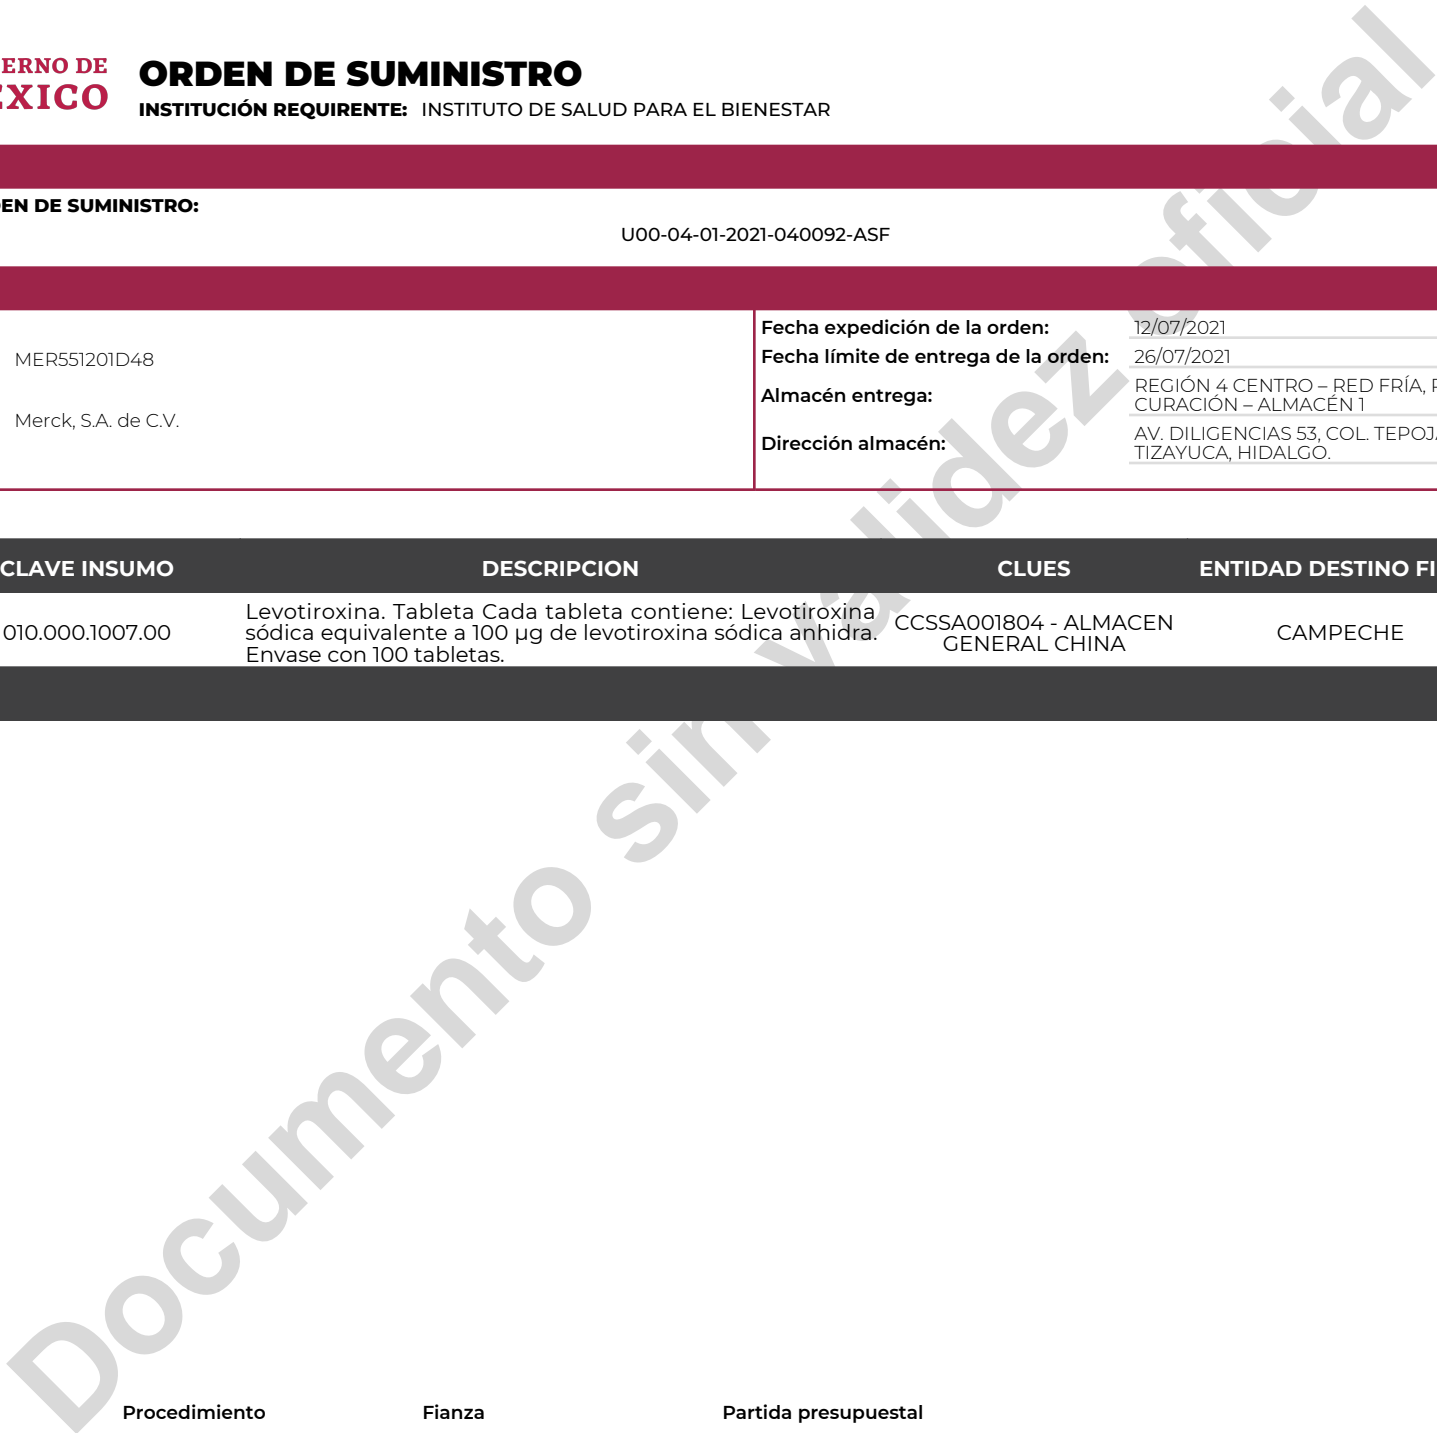 ERNO DE
EXICO
ORDEN DE SUMINISTRO
INSTITUCIÓN REQUIRENTE: INSTITUTO DE SALUD PARA EL BIENESTAR
EN DE SUMINISTRO:
U00-04-01-2021-040092-ASF
MER551201D48
Merck, S.A. de C.V.
Fecha expedición de la orden: 12/07/2021
Fecha límite de entrega de la orden: 26/07/2021
Almacén entrega: REGIÓN 4 CENTRO – RED FRÍA,
CURACIÓN – ALMACÉN 1
Dirección almacén: AV. DILIGENCIAS 53, COL. TEPOJ
TIZAYUCA, HIDALGO.
CLAVE INSUMO DESCRIPCION CLUES ENTIDAD DESTINO FI
010.000.1007.00
Levotiroxina. Tableta Cada tableta contiene: Levotiroxina
sódica equivalente a 100 µg de levotiroxina sódica anhidra.
Envase con 100 tabletas.
CCSSA001804 - ALMACEN
GENERAL CHINA
CAMPECHE
Documento sin validez oficial
Procedimiento Fianza Partida presupuestal